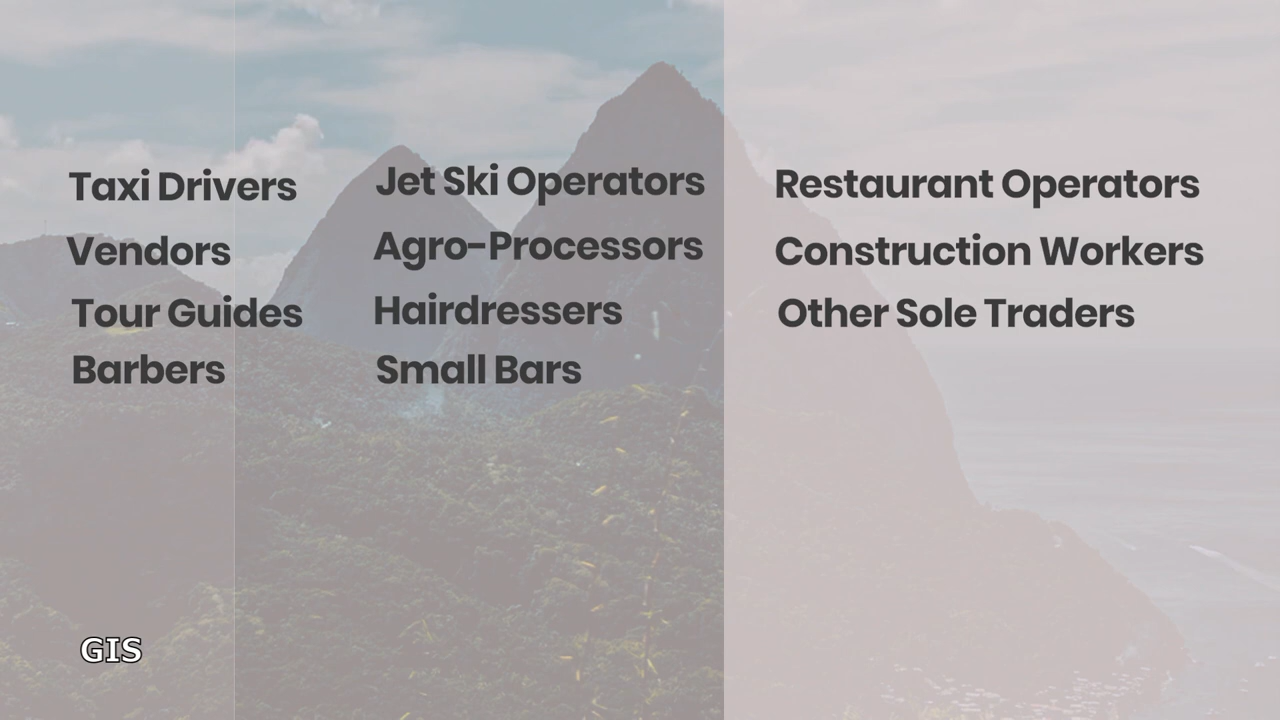 Taxi Drivers
Vendors
Tour Guides
Barbers
Jet Ski Operators
Agro-Processors
Hairdressers
Small Bars
Restaurant Operators
Construction Workers
Other Sole Traders
GIS